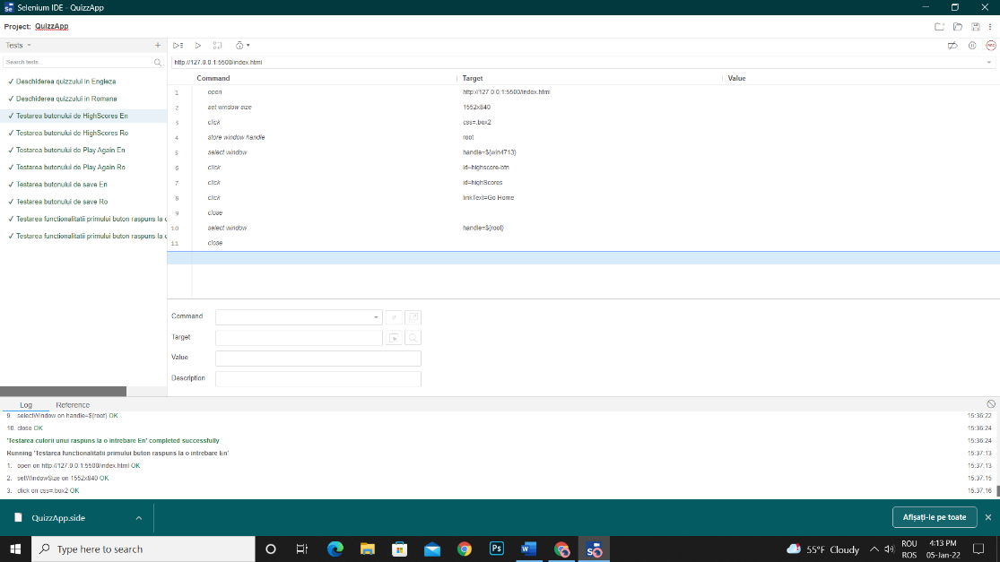 Selenium IDE - QuizzApp
Project: QuizzApp
Tests
Search tests...
http://127.0.0.1:5500/index.html
Command Target Value
✓ Deschiderea quizzului in Engleza
✓ Deschiderea quizzului in Romana
✓ Testarea butonului de HighScores En
✓ Testarea butonului de HighScores Ro
✓ Testarea butonului de Play Again En
✓ Testarea butonului de Play Again Ro
✓ Testarea butonului de save En
✓ Testarea butonului de save Ro
✓ Testarea functionalitatii primului buton raspuns la
✓ Testarea functionalitatii primului buton raspuns la
1 open http://127.0.0.1:5500/index.html
2 set window size 1552x840
3 click css=.box2
4 store window handle root
5 select window handle=${win4713}
6 click id=highscore-btn
7 click id=highScores
8 click linkText=Go Home
9 close
10 select window handle=${root}
11 close
Command
//
Target
Value
Description
Log Reference
9. selectWindow on handle=${root} OK 15:36:22
10. close OK 15:36:24
'Testarea culorii unui raspuns la o intrebare En' completed successfully 15:36:24
Running 'Testarea functionalitatii primului buton raspuns la o intrebare En' 15:37:13
1. open on http://127.0.0.1:5500/index.html OK 15:37:13
2. setWindowSize on 1552x840 OK 15:37:15
3. click on css=.box2 OK 15:37:16
QuizzApp.side
Afișați-le pe toate
Type here to search
55°F Cloudy
ROU
ROS
4:13 PM
05-Jan-22